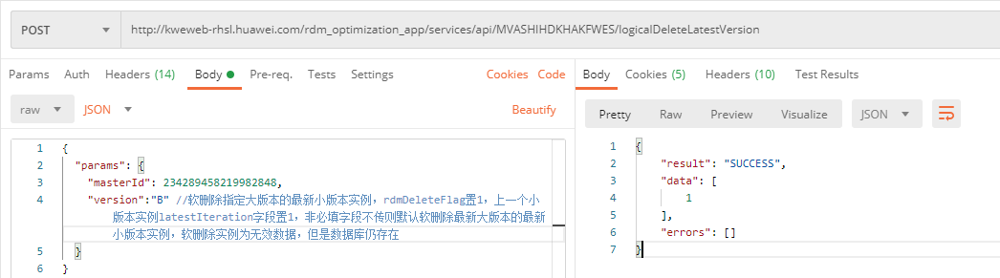 POST http://kweweb-rhsl.huawei.com/rdm_optimization_app/services/api/MVASHIHDKHAKFWES/logicalDeleteLatestVersion
Params Auth Headers (14) Body Pre-req. Tests Settings Cookies Code
raw JSON Beautify
1 {
2 "params": {
3 "masterId": 234289458219982848,
4 "version":"B" //软删除指定大版本的最新小版本实例，rdmDeleteFlag置1，上一个小
版本实例latestIteration字段置1，非必填字段不传则默认软删除最新大版本的最新
小版本实例，软删除实例为无效数据，但是数据库仍存在
5 }
6 }
Body Cookies (5) Headers (10) Test Results
Pretty Raw Preview Visualize JSON
1 {
2 "result": "SUCCESS",
3 "data": [
4 1
5 ],
6 "errors": []
7 }